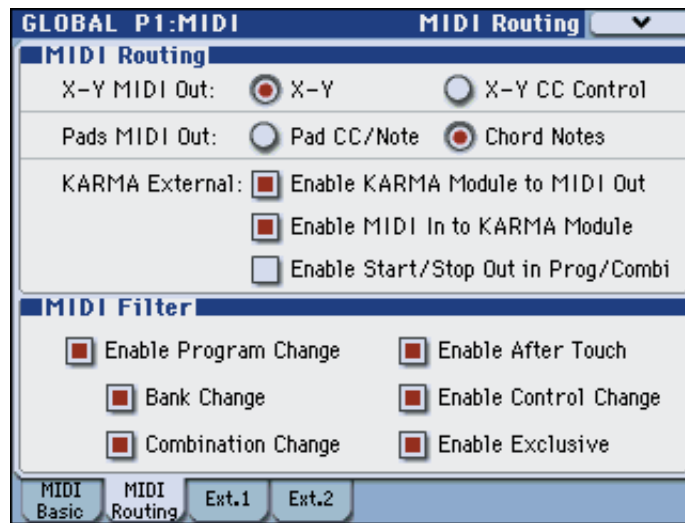 GLOBAL P1:MIDI MIDI Routing
MIDI Routing
X-Y MIDI Out: X-Y X-Y CC Control
Pads MIDI Out: Pad CC/Note Chord Notes
KARMA External: Enable KARMA Module to MIDI Out
Enable MIDI In to KARMA Module
Enable Start/Stop Out in Prog/Combi
MIDI Filter
Enable Program Change Enable After Touch
Bank Change Enable Control Change
Combination Change Enable Exclusive
MIDI Basic MIDI Routing Ext.1 Ext.2